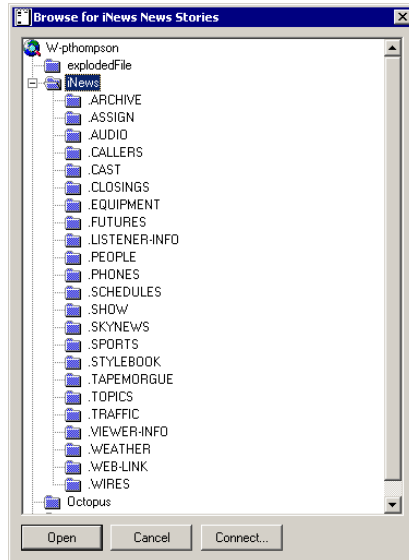 Browse for iNews News Stories
W-pthompson
explodedFile
iNews
.ARCHIVE
.ASSIGN
.AUDIO
.CALLERS
.CAST
.CLOSINGS
.EQUIPMENT
.FUTURES
.LISTENER-INFO
.PEOPLE
.PHONES
.SCHEDULES
.SHOW
.SKYNEWS
.SPORTS
.STYLEBOOK
.TAPEMORGUE
.TOPICS
.TRAFFIC
.VIEWER-INFO
.WEATHER
.WEB-LINK
.WIRES
Octopus
Open Cancel Connect...